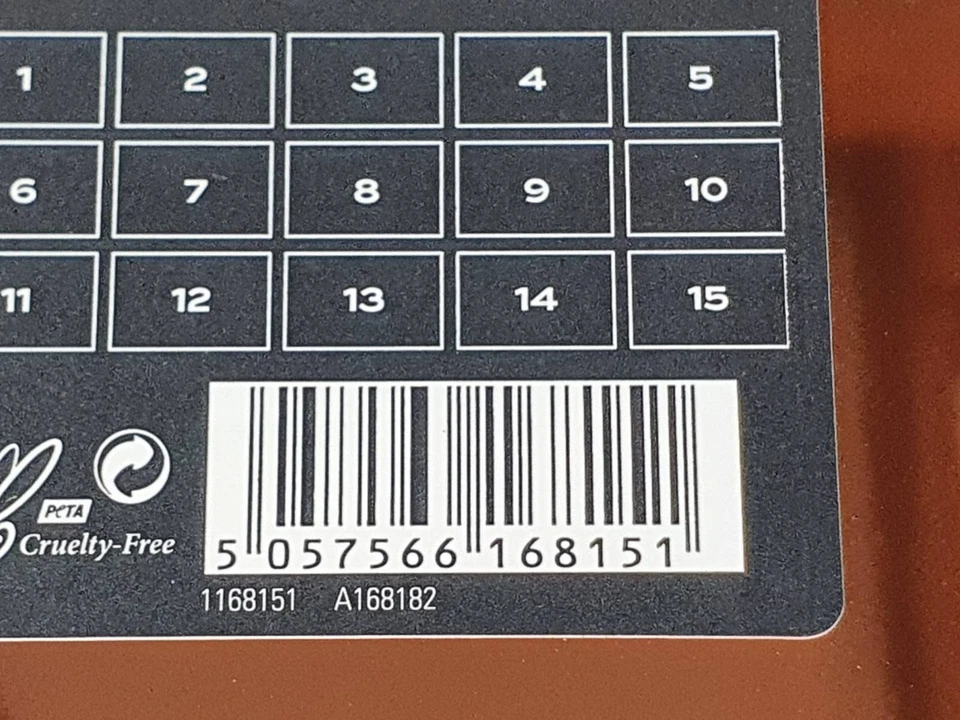 1 2 3 4 5
6 7 8 9 10
11 12 13 14 15
PeTA
Cruelty-Free
5 057566 168151
1168151 A168182